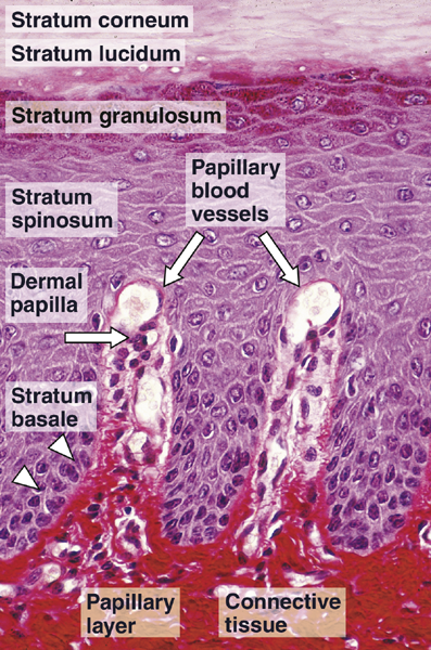 Stratum corneum
Stratum lucidum
Stratum granulosum
Papillary
blood
vessels
Stratum
spinosum
Dermal
papilla
Stratum
basale
Papillary
layer
Connective
tissue